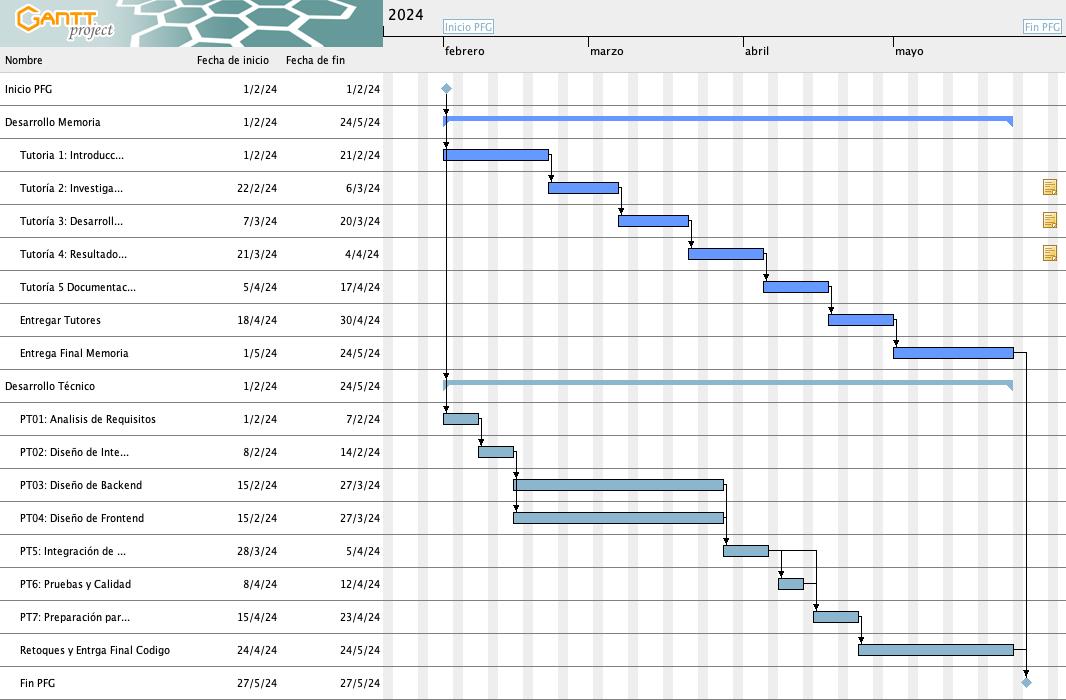 GANTT
project
2024
Inicio PFG
Fin PFG
febrero
marzo
abril
mayo
Nombre Fecha de inicio Fecha de fin
Inicio PFG 1/2/24 1/2/24
Desarrollo Memoria 1/2/24 24/5/24
Tutoria 1: Introducc... 1/2/24 21/2/24
Tutoría 2: Investiga... 22/2/24 6/3/24
Tutoría 3: Desarroll... 7/3/24 20/3/24
Tutoría 4: Resultado... 21/3/24 4/4/24
Tutoría 5 Documentac... 5/4/24 17/4/24
Entregar Tutores 18/4/24 30/4/24
Entrega Final Memoria 1/5/24 24/5/24
Desarrollo Técnico 1/2/24 24/5/24
PT01: Analisis de Requisitos 1/2/24 7/2/24
PT02: Diseño de Inte... 8/2/24 14/2/24
PT03: Diseño de Backend 15/2/24 27/3/24
PT04: Diseño de Frontend 15/2/24 27/3/24
PT5: Integración de ... 28/3/24 5/4/24
PT6: Pruebas y Calidad 8/4/24 12/4/24
PT7: Preparación par... 15/4/24 23/4/24
Retoques y Entrga Final Codigo 24/4/24 24/5/24
Fin PFG 27/5/24 27/5/24